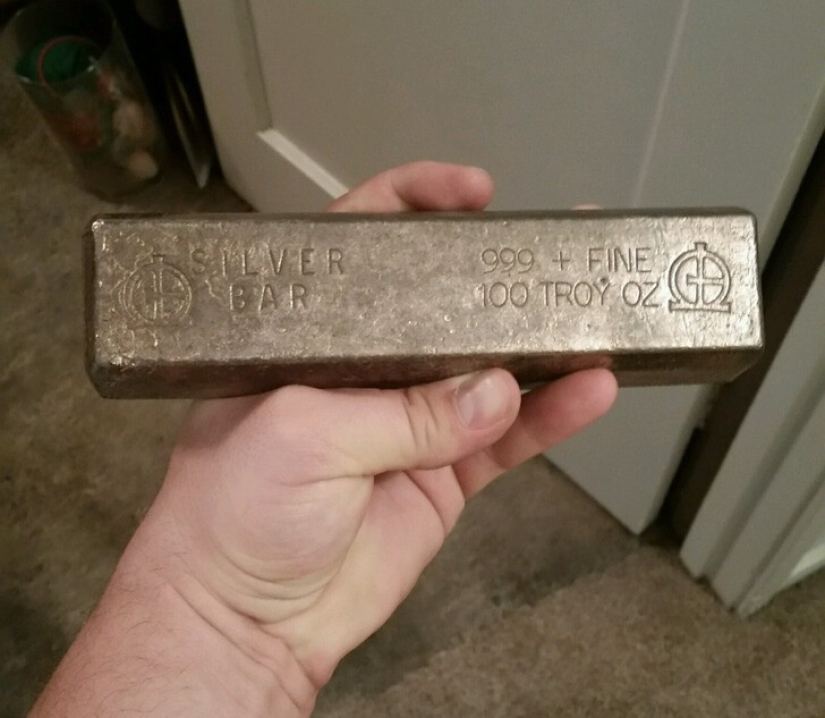 SILVER
BAR
999 + FINE
100 TROY OZ